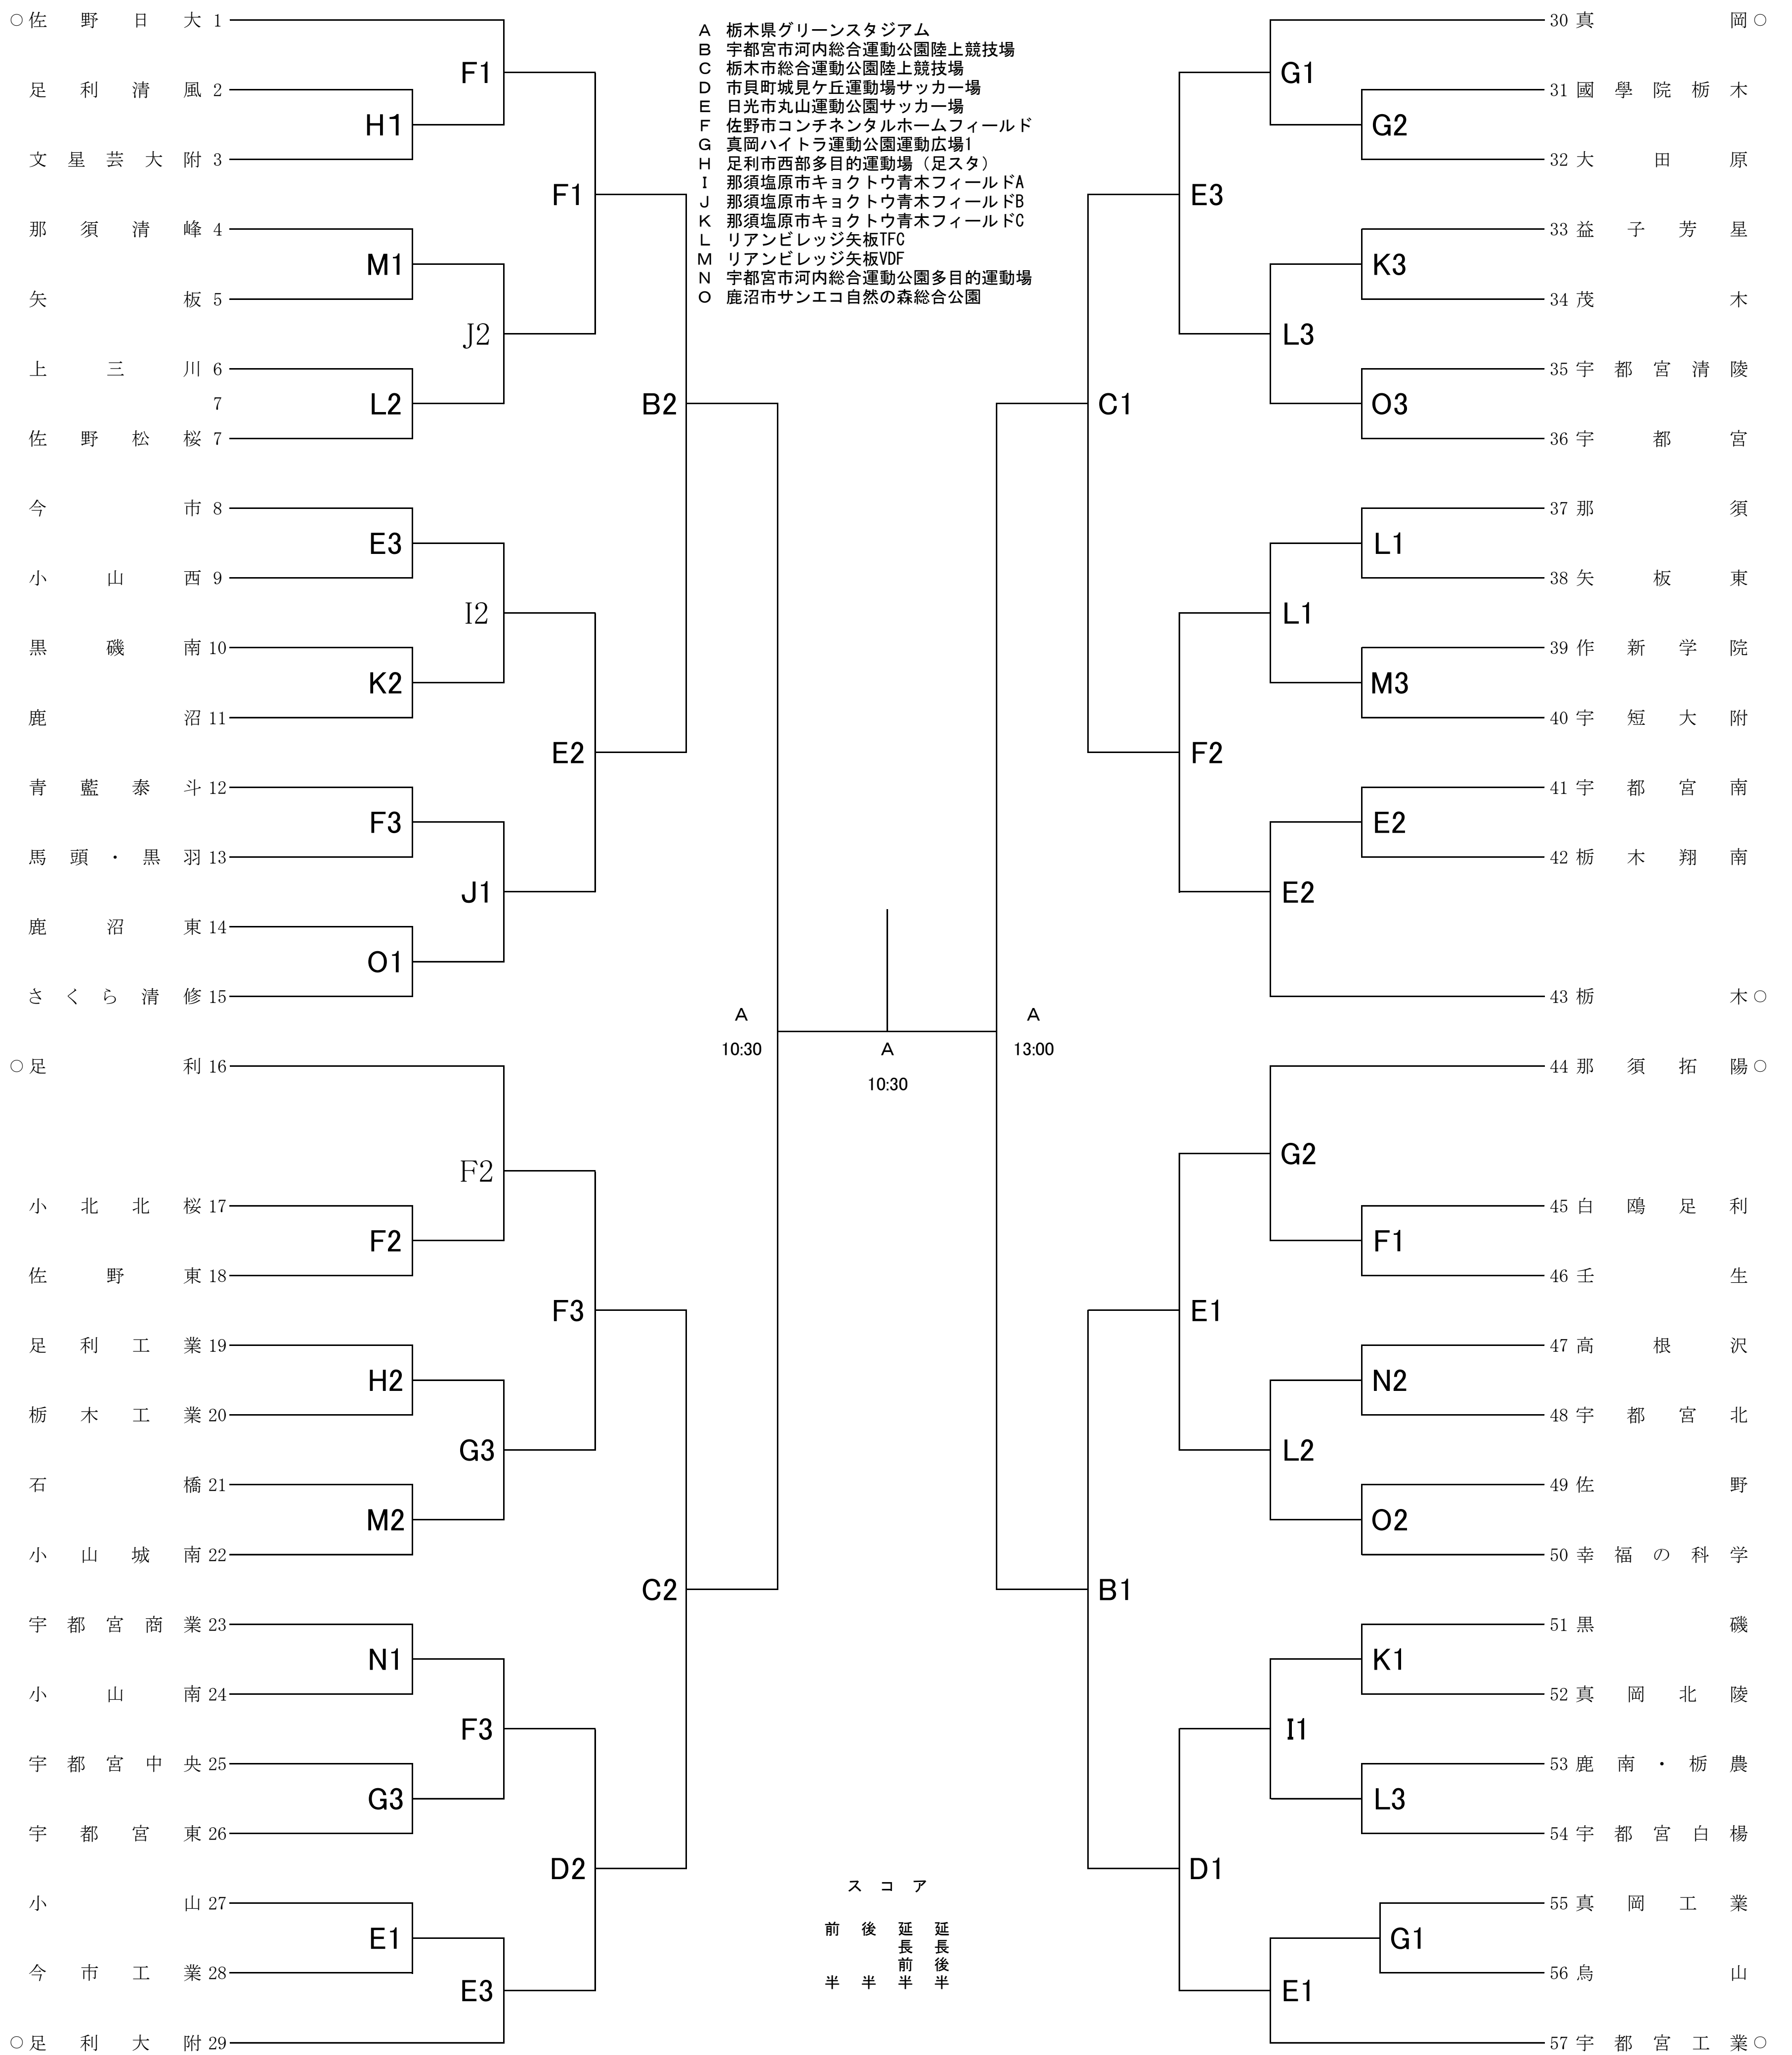 ○佐野日大 1
足利清風 2
文星芸大附 3
那須清峰 4
矢板 5
上三川 6
7
佐野松桜 7
今市 8
小山西 9
黒磯南 10
鹿沼 11
青藍泰斗 12
馬頭・黒羽 13
鹿沼東 14
さくら清修 15
○足利 16
小北北桜 17
佐野東 18
足利工業 19
栃木工業 20
石橋 21
小山城南 22
宇都宮商業 23
小山南 24
宇都宮中央 25
宇都宮東 26
小山 27
今市工業 28
○足利大附 29
H1
M1
L2
E3
K2
F3
O1
F2
H2
M2
N1
G3
E1
F1
J2
I2
J1
F2
G3
F3
E3
F1
E2
F3
D2
B2
C2
A 栃木県グリーンスタジアム
B 宇都宮市河内総合運動公園陸上競技場
C 栃木市総合運動公園陸上競技場
D 市貝町城見ケ丘運動場サッカー場
E 日光市丸山運動公園サッカー場
F 佐野市コンチネンタルホームフィールド
G 真岡ハイトラ運動公園運動広場1
H 足利市西部多目的運動場（足スタ）
I 那須塩原市キョクトウ青木フィールドA
J 那須塩原市キョクトウ青木フィールドB
K 那須塩原市キョクトウ青木フィールドC
L リアンビレッジ矢板TFC
M リアンビレッジ矢板VDF
N 宇都宮市河内総合運動公園多目的運動場
O 鹿沼市サンエコ自然の森総合公園
A
10:30
A
10:30
A
13:00
スコア
前半
後半
延長前半
延長後半
C1
B1
E3
F2
E1
D1
G1
L3
L1
E2
G2
L2
I1
E1
G2
K3
O3
L1
M3
E2
F1
N2
O2
K1
L3
G1
30 真岡○
31 國學院栃木
32 大田原
33 益子芳星
34 茂木
35 宇都宮清陵
36 宇都宮
37 那須
38 矢板東
39 作新学院
40 宇短大附
41 宇都宮南
42 栃木翔南
43 栃木○
44 那須拓陽○
45 白鴎足利
46 壬生
47 高根沢
48 宇都宮北
49 佐野
50 幸福の科学
51 黒磯
52 真岡北陵
53 鹿南・栃農
54 宇都宮白楊
55 真岡工業
56 烏山
57 宇都宮工業○